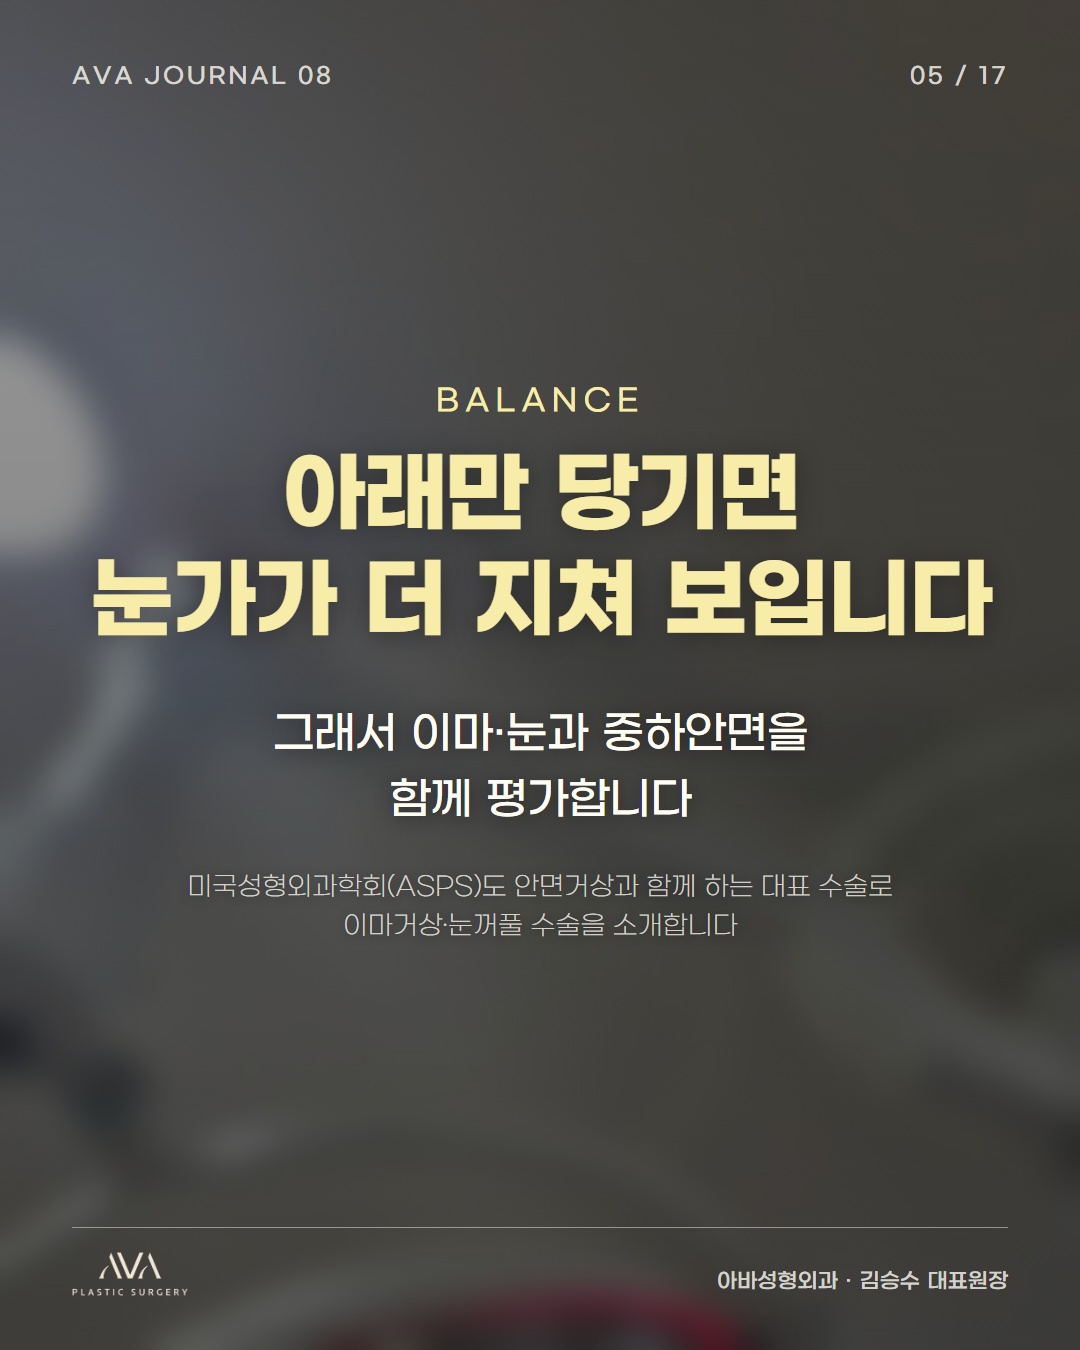 AVA JOURNAL 08
05 / 17
BALANCE
아래만 당기면
눈가가 더 지쳐 보입니다
그래서 이마·눈과 중하안면을
함께 평가합니다
미국성형외과학회(ASPS)도 안면거상과 함께 하는 대표 수술로
이마거상·눈꺼풀 수술을 소개합니다
AVA
PLASTIC SURGERY
아바성형외과 · 김승수 대표원장